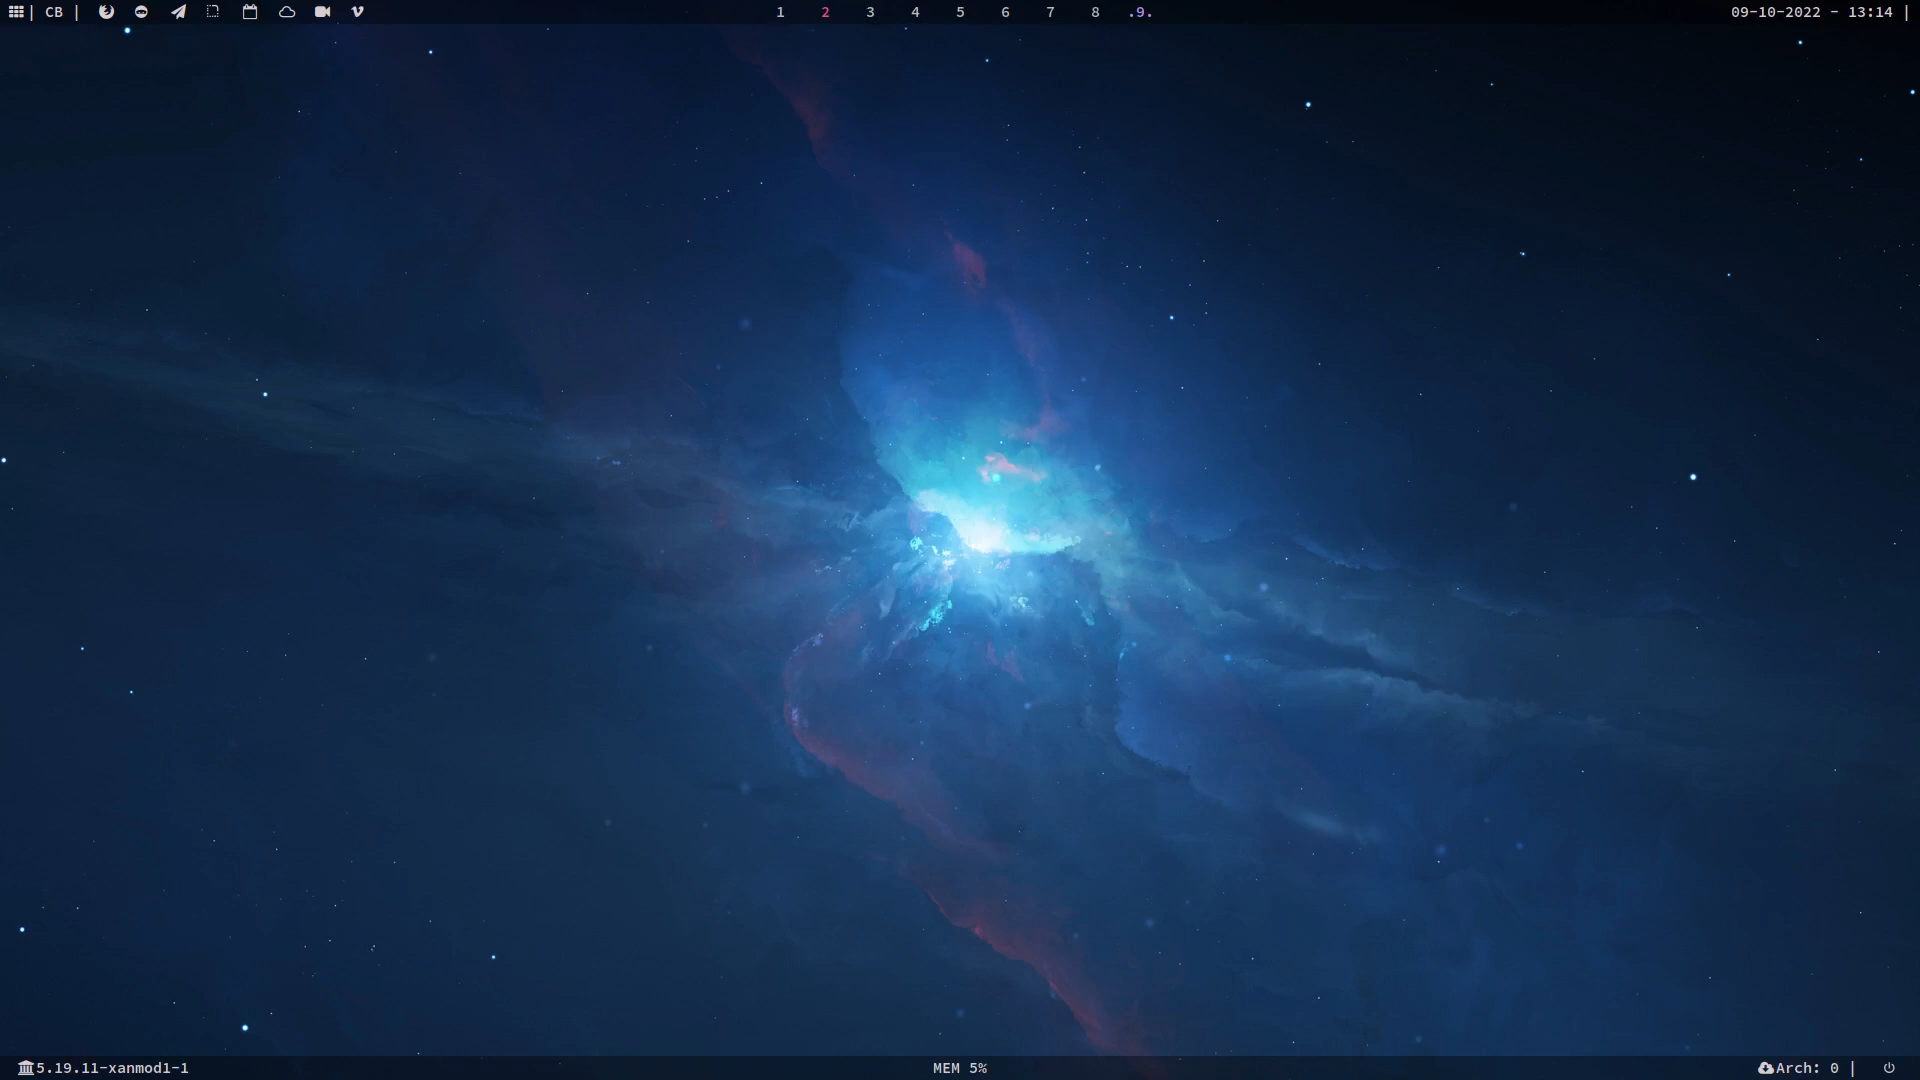 | CB |
1 2 3 4 5 6 7 8 .9.
09-10-2022 - 13:14 |
5.19.11-xanmod1-1
MEM 5%
Arch: 0 |